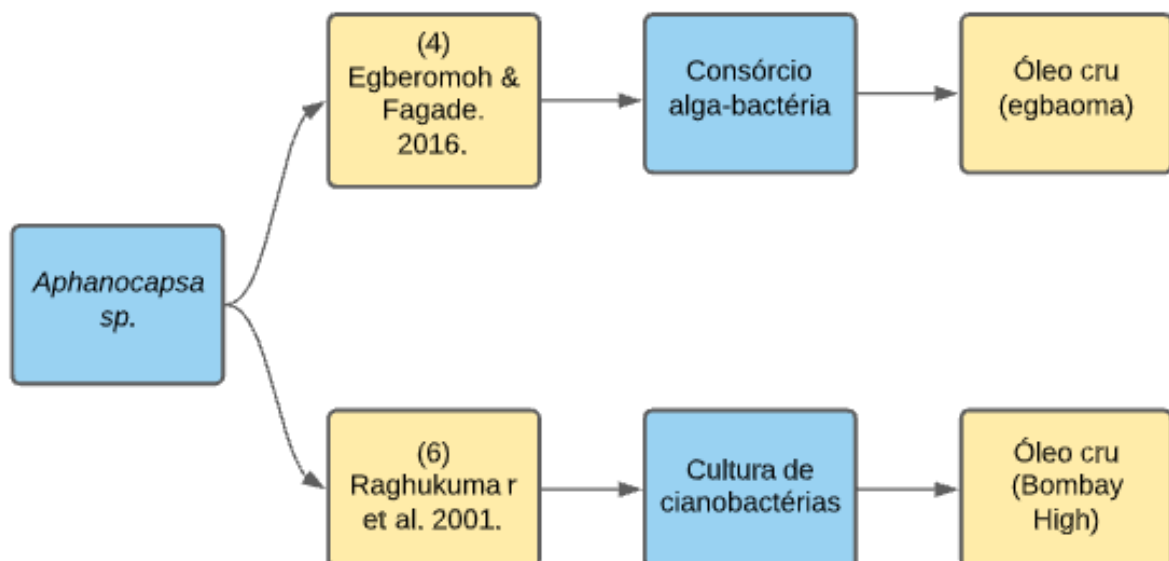 (4)
Egberomoh &
Fagade.
2016.
Consórcio
alga-bactéria
Óleo cru
(egbaoma)
Aphanocapsa
sp.
(6)
Raghukuma r
et al. 2001.
Cultura de
cianobactérias
Óleo cru
(Bombay
High)